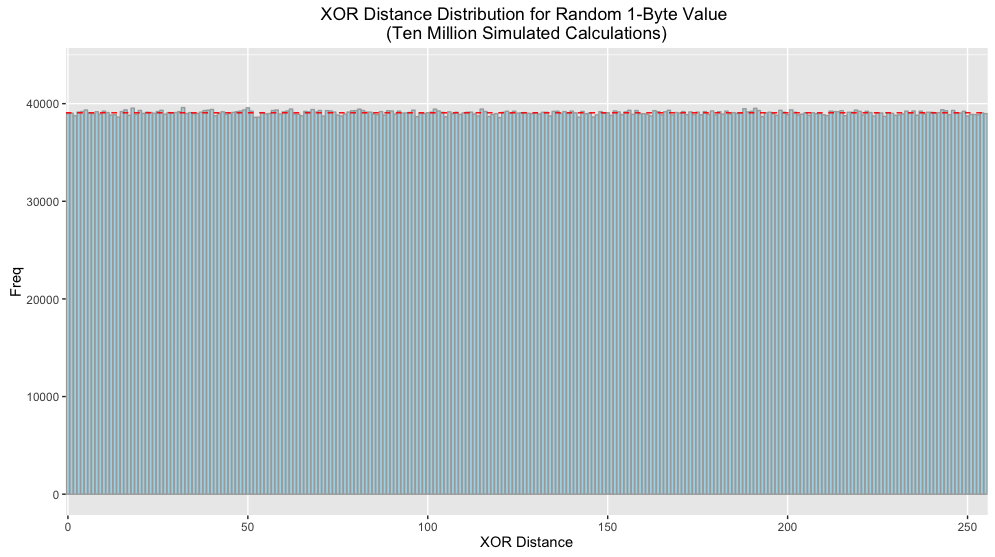 XOR Distance Distribution for Random 1-Byte Value
(Ten Million Simulated Calculations)
Freq
40000
30000
20000
10000
0
0 50 100 150 200 250
XOR Distance